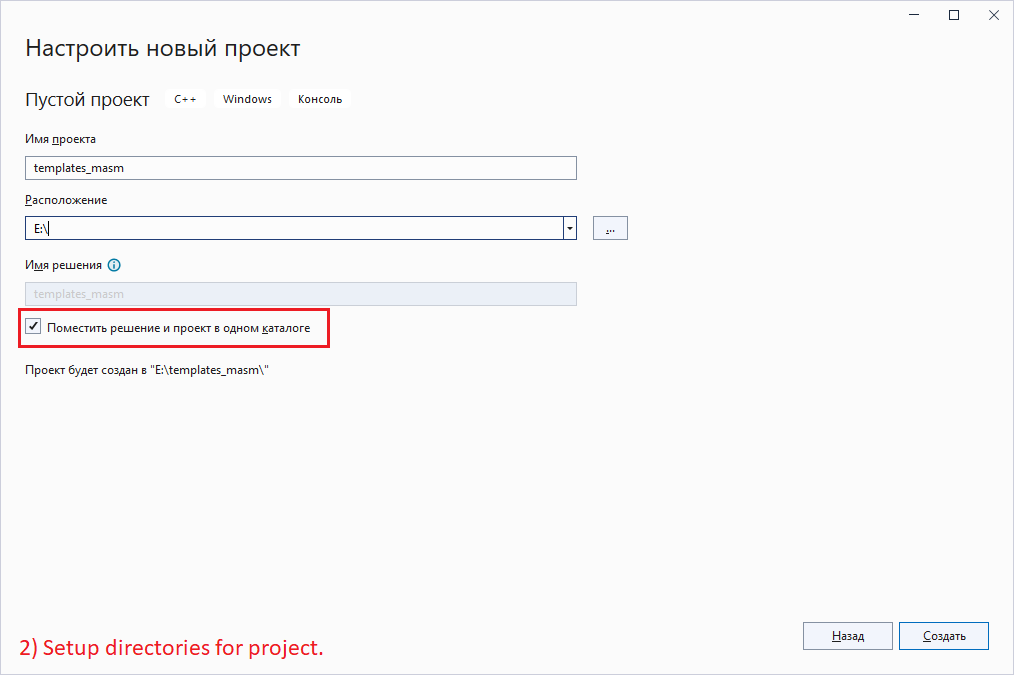 Настроить новый проект
Пустой проект C++ Windows Консоль
Имя проекта
templates_masm
Расположение
E:\
...
Имя решения
templates_masm
Поместить решение и проект в одном каталоге
Проект будет создан в "E:\templates_masm\"
2) Setup directories for project.
Назад
Создать